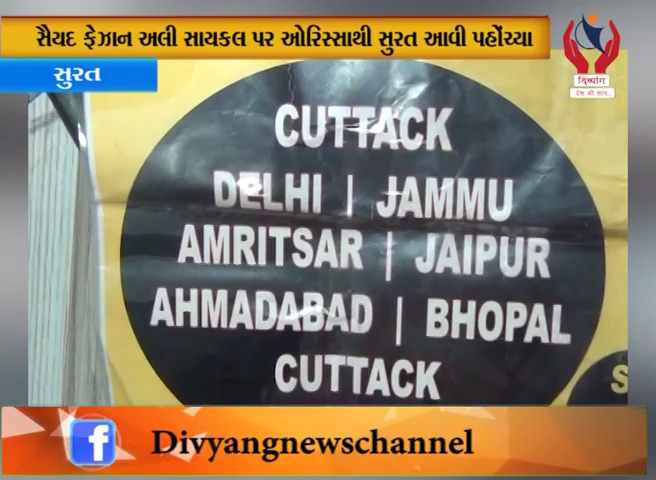 સૈયદ ફેઝાન અલી સાયકલ પર ઓરિસ્સાથી સુરત આવી પહોંચ્યા
સુરત
दिव्यांग
देश की शान..
CUTTACK
DELHI | JAMMU
AMRITSAR | JAIPUR
AHMADABAD | BHOPAL
CUTTACK
S
f Divyangnewschannel